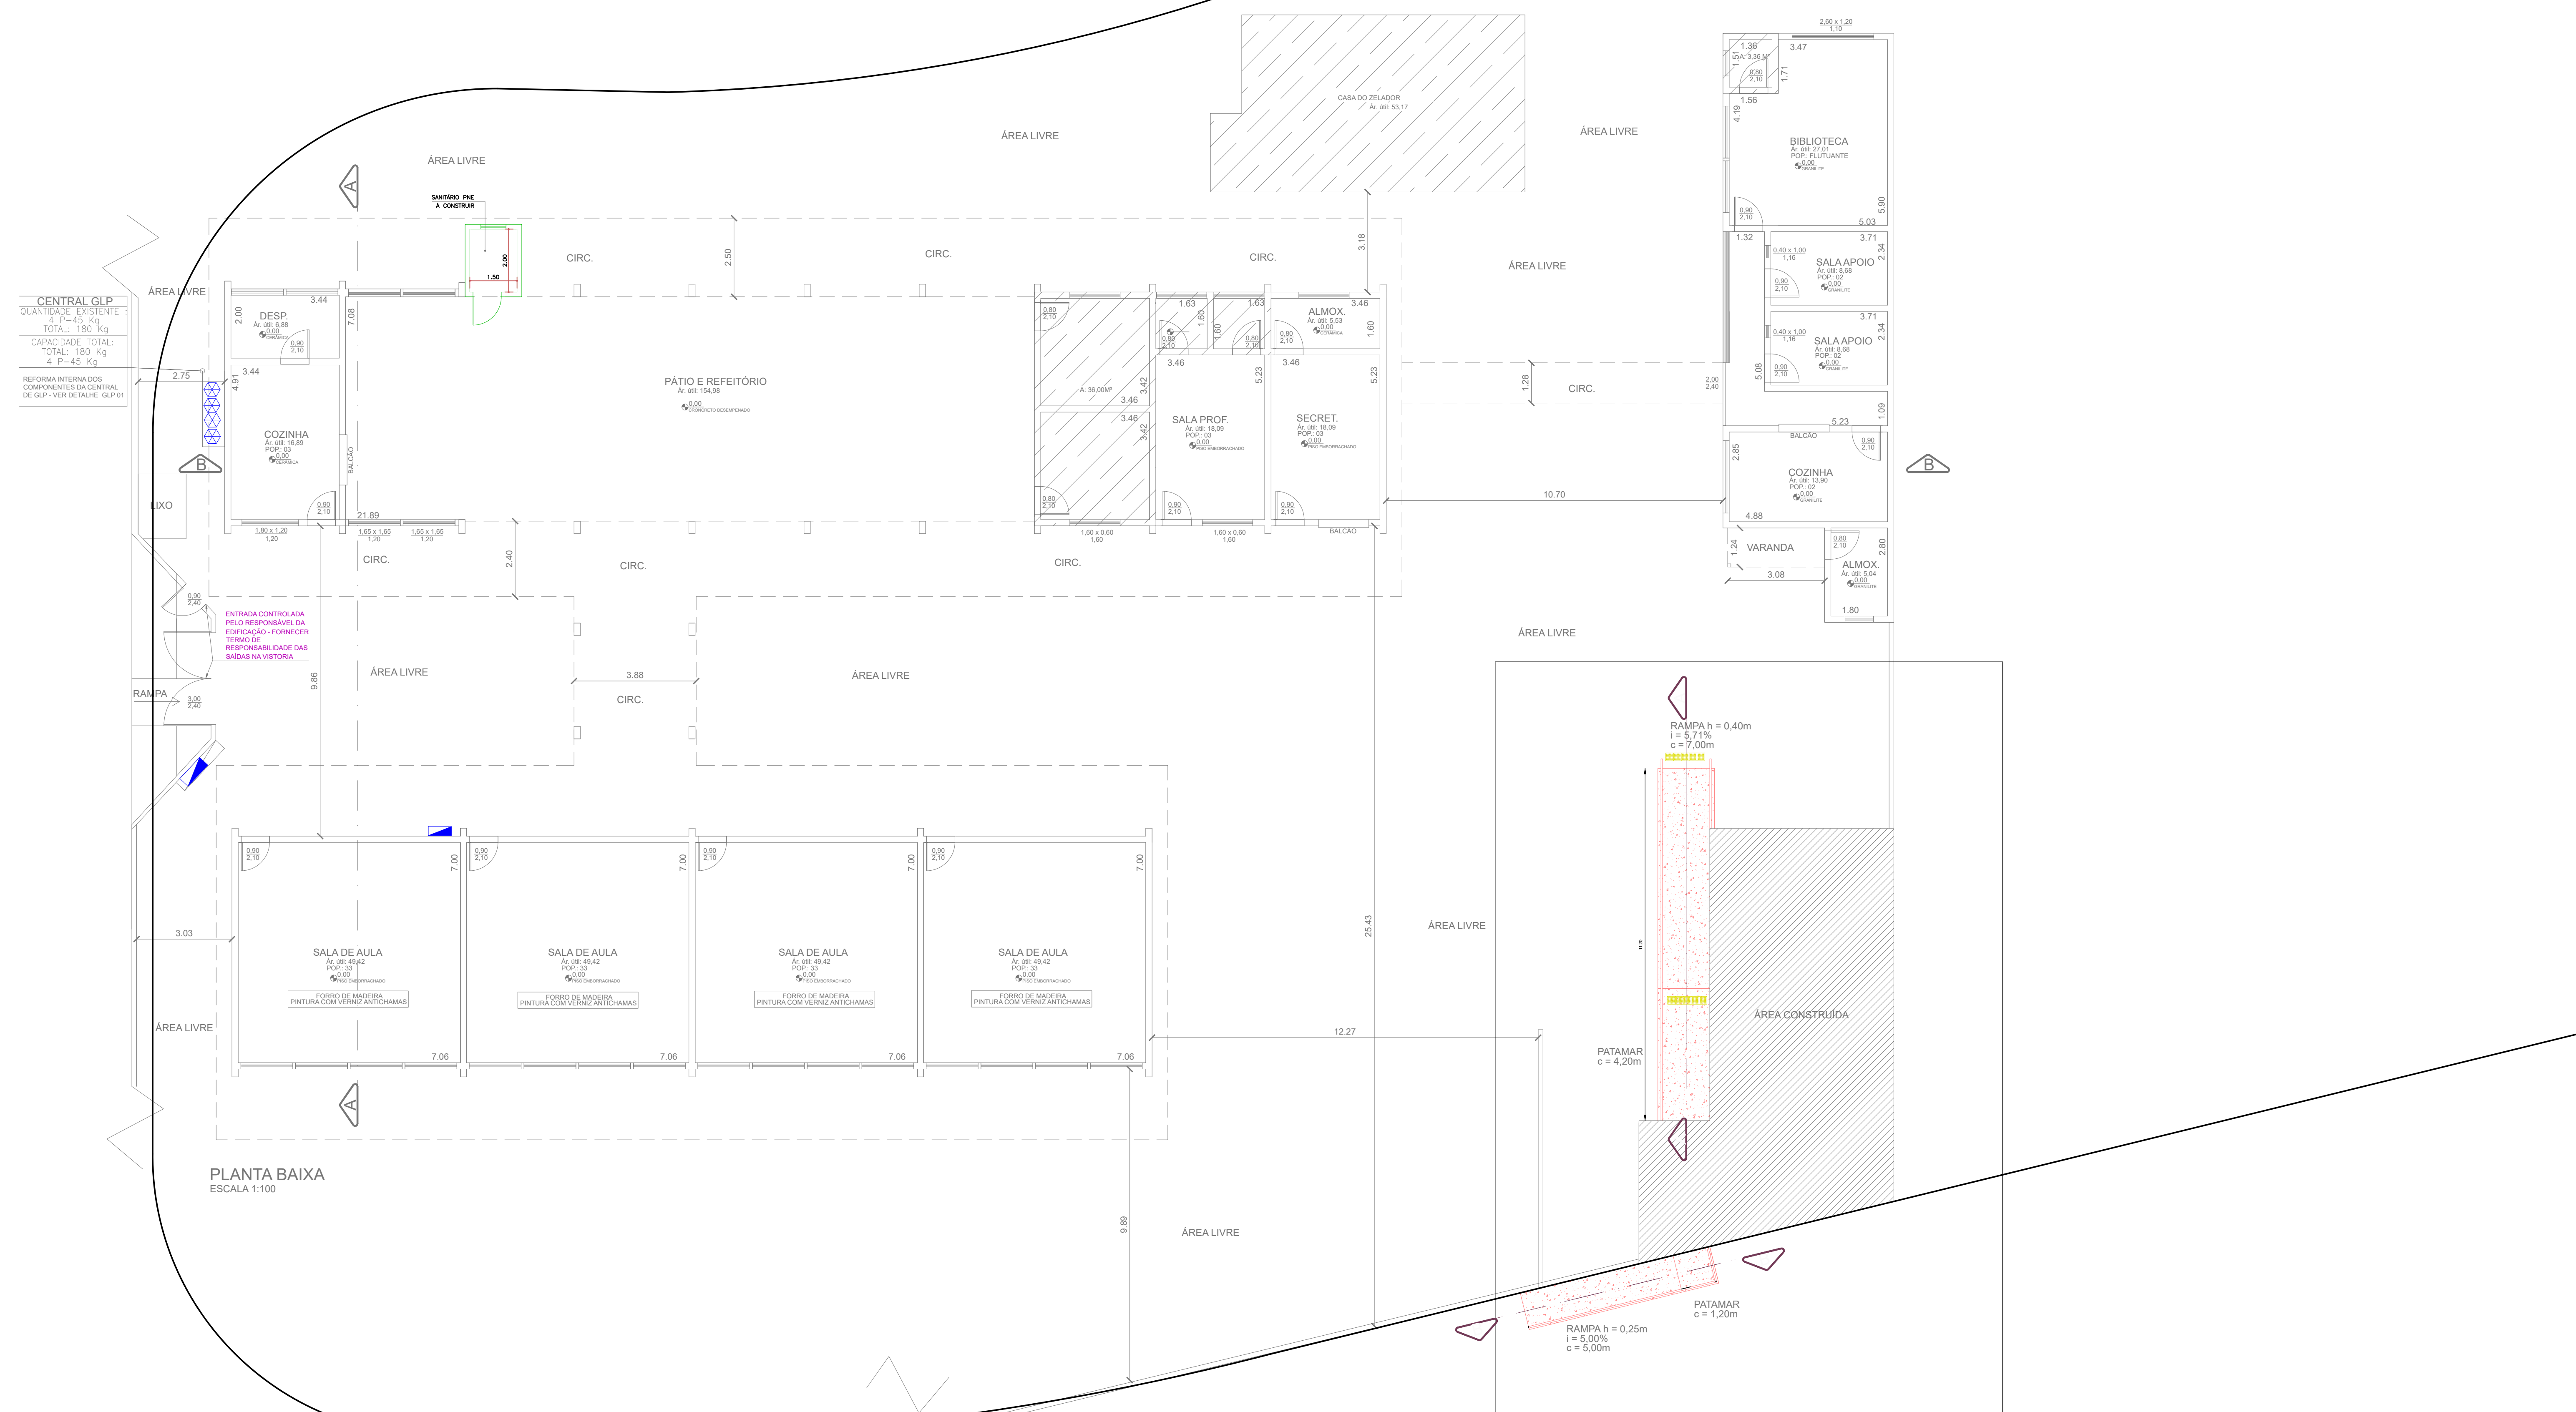 2,60 x 1,20
1,10
1.36
3.47
A: 3,36 M²
1.51
0,80
2,10
1.71
1.56
4.19
CASA DO ZELADOR
Ár. útil: 53,17
ÁREA LIVRE
ÁREA LIVRE
ÁREA LIVRE
BIBLIOTECA
Ár. útil: 27,01
POP.: FLUTUANTE
0,00
GRANILITE
5.90
0,90
2,10
5.03
A
SANITÁRIO PNE
À CONSTRUIR
2.00
1.50
CIRC.
2.50
CIRC.
CIRC.
3.18
ÁREA LIVRE
1.32
3.71
0,40 x 1,00
1,16
2.34
SALA APOIO
Ár. útil: 8,68
POP.: 02
0,00
GRANILITE
0,90
2,10
3.71
0,40 x 1,00
1,16
2.34
SALA APOIO
Ár. útil: 8,68
POP.: 02
0,00
GRANILITE
0,90
2,10
5.08
ÁREA LIVRE
CENTRAL GLP
QUANTIDADE EXISTENTE :
4 P-45 Kg
TOTAL: 180 Kg
CAPACIDADE TOTAL:
TOTAL: 180 Kg
4 P-45 Kg
REFORMA INTERNA DOS
COMPONENTES DA CENTRAL
DE GLP - VER DETALHE GLP 01
2.75
3.44
2.00
DESP.
Ár. útil: 6,88
0,00
CERÂMICA
0,90
2,10
7.08
3.44
4.91
COZINHA
Ár. útil: 16,89
POP.: 03
0,00
CERÂMICA
BALCÃO
0,90
2,10
PÁTIO E REFEITÓRIO
Ár. útil: 154,98
0,00
CRONCRETO DESEMPENADO
21.89
0,80
2,10
A: 36,00M²
3.42
3.46
3.46
3.42
0,80
2,10
1.63
1.60
0,80
2,10
1.63
1.60
0,80
2,10
3.46
ALMOX.
Ár. útil: 5,53
0,00
CERÂMICA
1.60
0,80
2,10
3.46
5.23
SALA PROF.
Ár. útil: 18,09
POP.: 03
0,00
PISO EMBORRACHADO
0,90
2,10
3.46
5.23
SECRET.
Ár. útil: 18,09
POP.: 03
0,00
PISO EMBORRACHADO
0,90
2,10
BALCÃO
1.28
CIRC.
2,00
2,40
10.70
1.09
5.23
BALCÃO
0,90
2,10
2.85
COZINHA
Ár. útil: 13,90
POP.: 02
0,00
GRANILITE
4.88
B
B
LIXO
1,80 x 1,20
1,20
1,65 x 1,65
1,20
1,65 x 1,65
1,20
1,60 x 0,60
1,60
1,60 x 0,60
1,60
CIRC.
2.40
CIRC.
CIRC.
1.24
VARANDA
3.08
0,80
2,10
2.80
ALMOX.
Ár. útil: 5,04
0,00
GRANILITE
1.80
0,90
2,40
ENTRADA CONTROLADA
PELO RESPONSÁVEL DA
EDIFICAÇÃO - FORNECER
TERMO DE
RESPONSABILIDADE DAS
SAÍDAS NA VISTORIA
RAMPA
3,00
2,40
9.86
ÁREA LIVRE
3.88
CIRC.
ÁREA LIVRE
ÁREA LIVRE
RAMPA h = 0,40m
i = 5,71%
c = 7,00m
11.20
0,90
2,10
7.00
0,90
2,10
7.00
0,90
2,10
7.00
0,90
2,10
7.00
3.03
SALA DE AULA
Ár. útil: 49,42
POP.: 33
0,00
PISO EMBORRACHADO
FORRO DE MADEIRA
PINTURA COM VERNIZ ANTICHAMAS
7.06
SALA DE AULA
Ár. útil: 49,42
POP.: 33
0,00
PISO EMBORRACHADO
FORRO DE MADEIRA
PINTURA COM VERNIZ ANTICHAMAS
7.06
SALA DE AULA
Ár. útil: 49,42
POP.: 33
0,00
PISO EMBORRACHADO
FORRO DE MADEIRA
PINTURA COM VERNIZ ANTICHAMAS
7.06
SALA DE AULA
Ár. útil: 49,42
POP.: 33
0,00
PISO EMBORRACHADO
FORRO DE MADEIRA
PINTURA COM VERNIZ ANTICHAMAS
7.06
25.43
ÁREA LIVRE
ÁREA LIVRE
12.27
ÁREA CONSTRUÍDA
PATAMAR
c = 4,20m
A
PLANTA BAIXA
ESCALA 1:100
9.89
ÁREA LIVRE
PATAMAR
c = 1,20m
RAMPA h = 0,25m
i = 5,00%
c = 5,00m